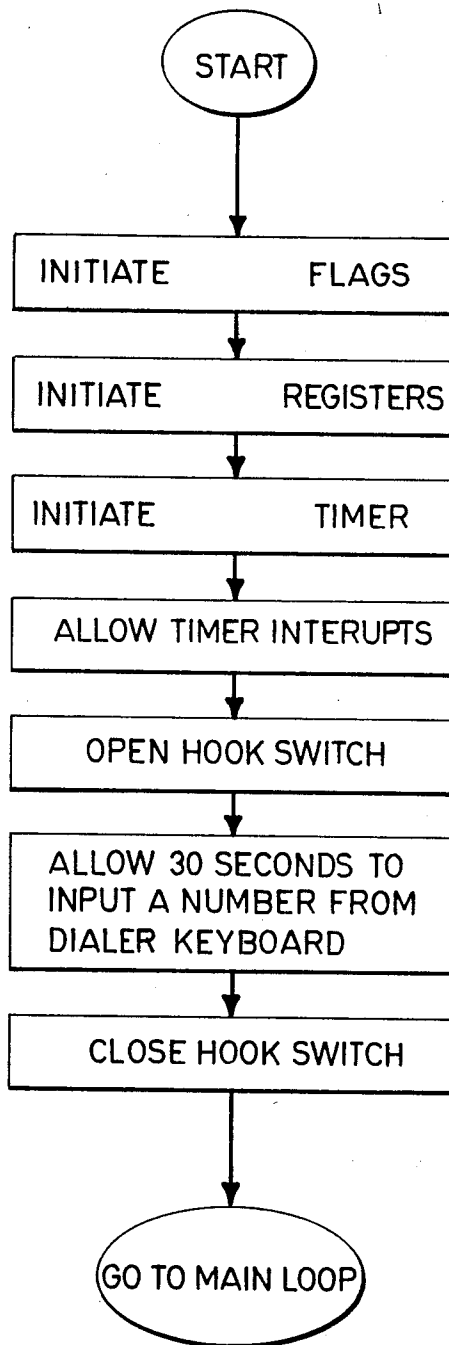 START
INITIATE FLAGS
INITIATE REGISTERS
INITIATE TIMER
ALLOW TIMER INTERUPTS
OPEN HOOK SWITCH
ALLOW 30 SECONDS TO
INPUT A NUMBER FROM
DIALER KEYBOARD
CLOSE HOOK SWITCH
GO TO MAIN LOOP